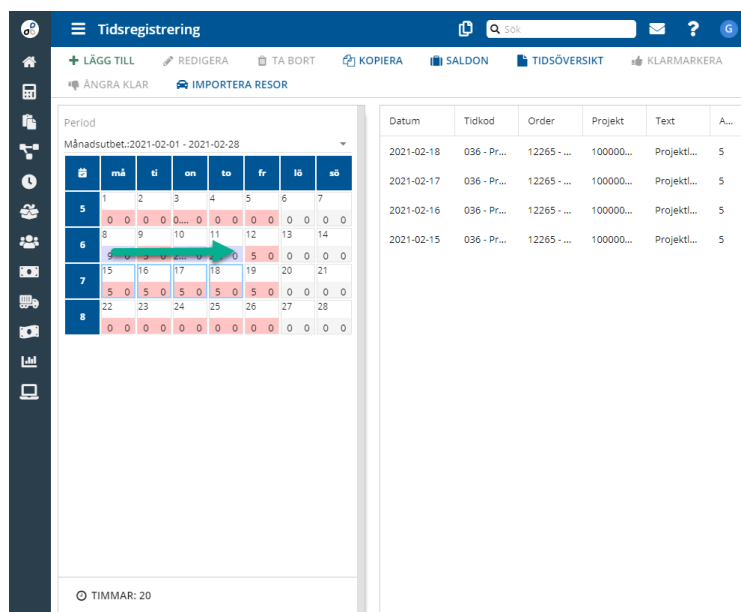 Tidsregistrering
Sök
?
G
LÄGG TILL
REDIGERA
TA BORT
KOPIERA
SALDON
TIDSÖVERSIKT
KLARMARKERA
ÅNGRA KLAR
IMPORTERA RESOR
Period
Månadsutbet.:2021-02-01 - 2021-02-28
må ti on to fr lö sö
1 2 3 4 5 6 7
5
0 0 0 0 0.... 0 0 0 0 0 0 0 0 0
8 9 10 11 12 13 14
6
5 0 0 0 0 0
15 16 17 18 19 20 21
7
5 0 5 0 5 0 5 0 5 0 0 0 0 0
22 23 24 25 26 27 28
8
0 0 0 0 0 0 0 0 0 0 0 0 0 0
TIMMAR: 20
Datum Tidkod Order Projekt Text A...
2021-02-18 036 - Pr... 12265 - ... 100000... Projektl... 5
2021-02-17 036 - Pr... 12265 - ... 100000... Projektl... 5
2021-02-16 036 - Pr... 12265 - ... 100000... Projektl... 5
2021-02-15 036 - Pr... 12265 - ... 100000... Projektl... 5